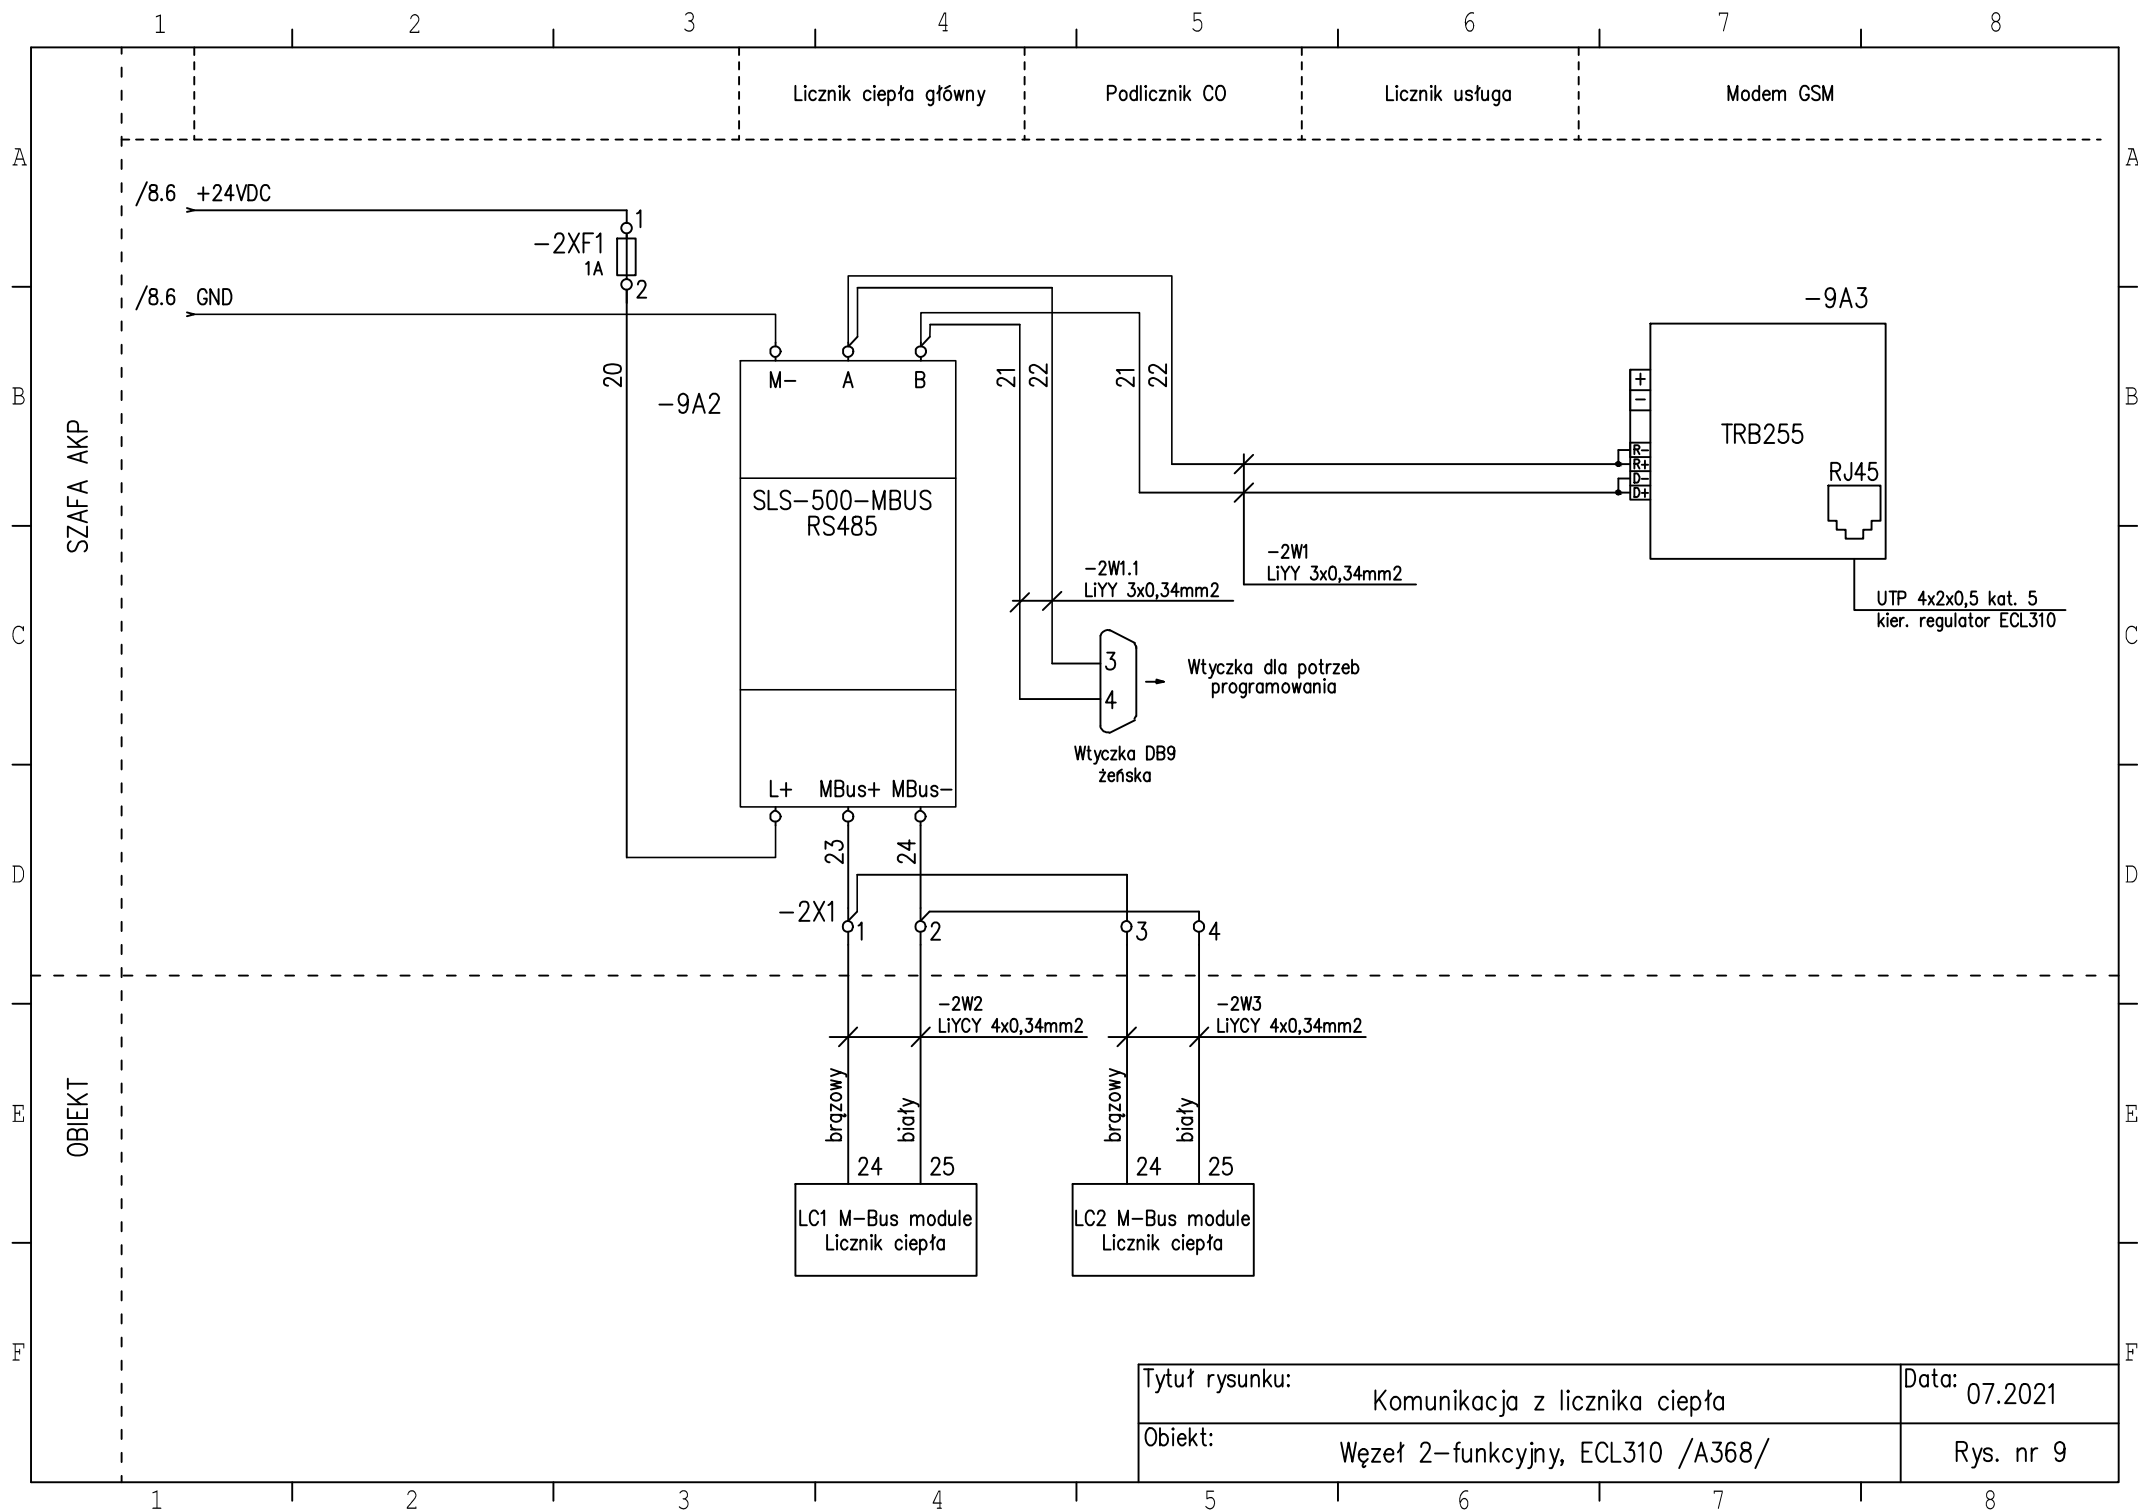 1 2 3 4 5 6 7 8
Licznik ciepła główny
Podlicznik CO
Licznik usługa
Modem GSM
A
A
/8.6 +24VDC
1
-2XF1
1A
2
/8.6 GND
-9A3
20
M- A B
21
22
21
22
+
-
B
B
-9A2
SZAFA AKP
TRB255
R-
R+
D-
D+
RJ45
SLS-500-MBUS
RS485
-2W1
LiYY 3x0,34mm2
-2W1.1
LiYY 3x0,34mm2
UTP 4x2x0,5 kat. 5
kier. regulator ECL310
C
C
3
4
Wtyczka dla potrzeb
programowania
Wtyczka DB9
żeńska
L+ MBus+ MBus-
23
24
D
D
-2X1
1
2
3
4
-2W2
LiYCY 4x0,34mm2
-2W3
LiYCY 4x0,34mm2
OBIEKT
E
E
brązowy
biały
brązowy
biały
24
25
24
25
LC1 M-Bus module
Licznik ciepła
LC2 M-Bus module
Licznik ciepła
F
F
Tytuł rysunku:
Komunikacja z licznika ciepła
Data:
07.2021
Obiekt:
Węzeł 2-funkcyjny, ECL310 /A368/
Rys. nr 9
1 2 3 4 5 6 7 8